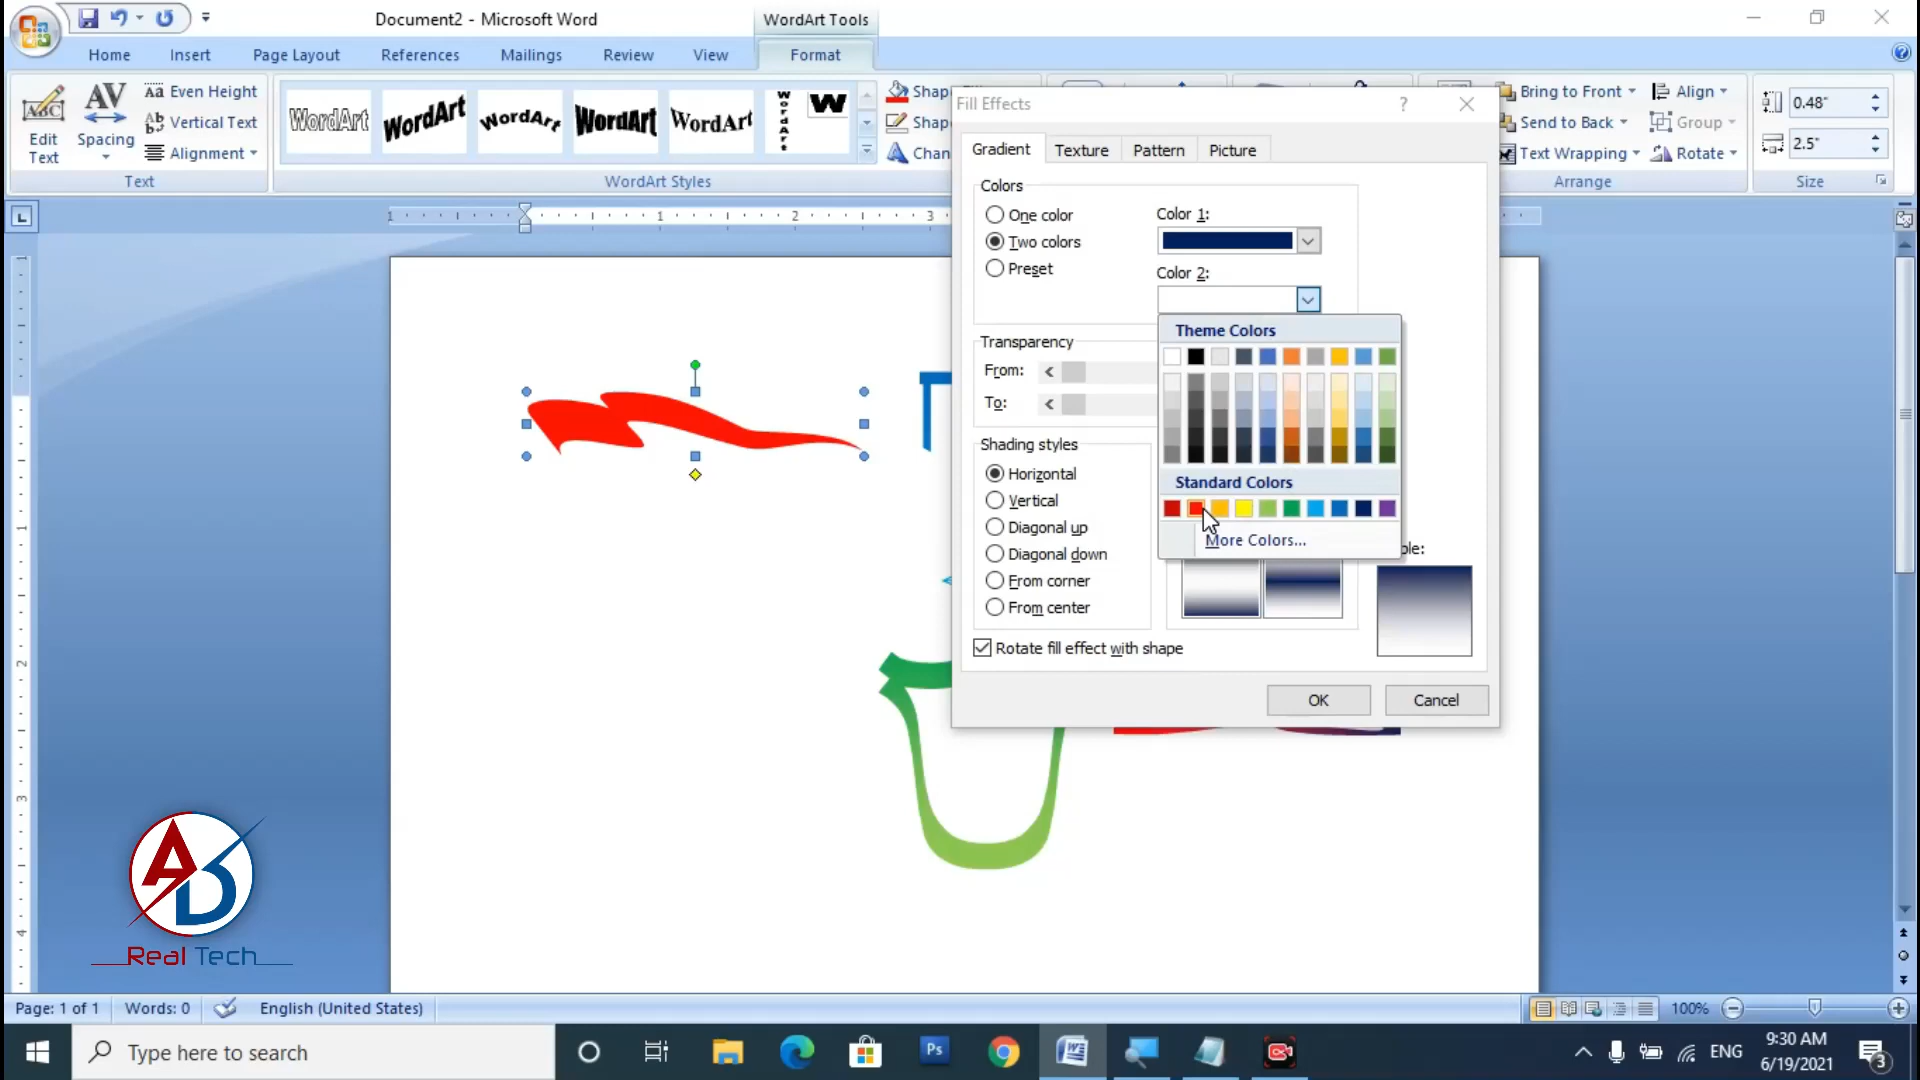 Document2 - Microsoft Word
WordArt Tools
Home
Insert
Page Layout
References
Mailings
Review
View
Format
Edit Text
AV
Spacing
Aa Even Height
Vertical Text
Alignment
Text
WordArt
WordArt
WordArt
WordArt
WordArt
WordArt
W
WordArt Styles
Bring to Front
Send to Back
Text Wrapping
Align
Group
Rotate
Arrange
0.48"
2.5"
Size
Fill Effects
Gradient
Texture
Pattern
Picture
Colors
One color
Two colors
Preset
Color 1:
Color 2:
Theme Colors
Standard Colors
More Colors...
Transparency
From:
To:
Shading styles
Horizontal
Vertical
Diagonal up
Diagonal down
From corner
From center
Rotate fill effect with shape
OK
Cancel
AD
Real Tech
Page: 1 of 1
Words: 0
English (United States)
100%
Type here to search
Ps
ENG
9:30 AM
6/19/2021
3